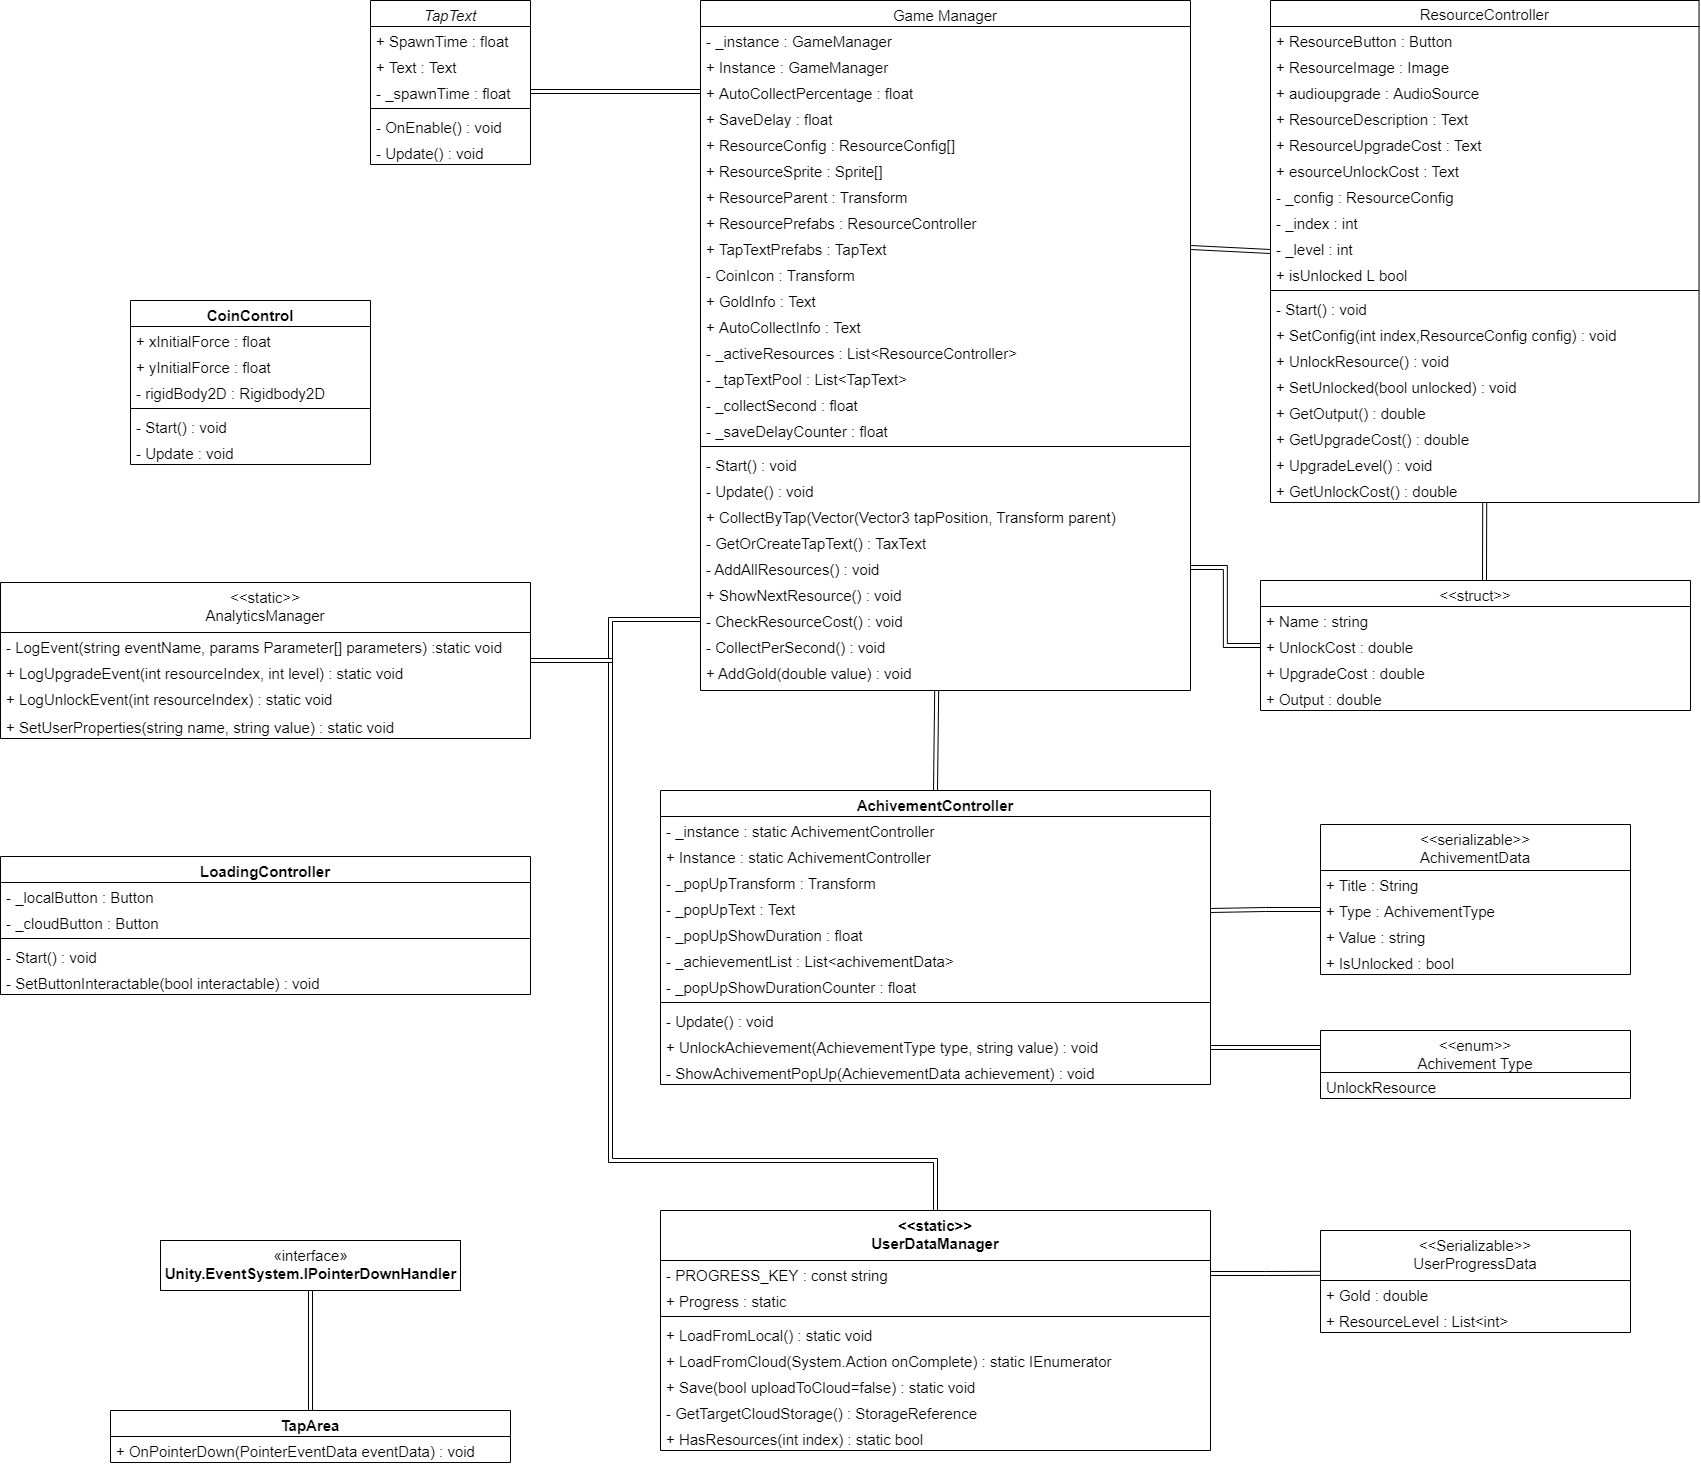 TapText
+ SpawnTime : float
+ Text : Text
- _spawnTime : float
- OnEnable() : void
- Update() : void
Game Manager
- _instance : GameManager
+ Instance : GameManager
+ AutoCollectPercentage : float
+ SaveDelay : float
+ ResourceConfig : ResourceConfig[]
+ ResourceSprite : Sprite[]
+ ResourceParent : Transform
+ ResourcePrefabs : ResourceController
+ TapTextPrefabs : TapText
- CoinIcon : Transform
+ GoldInfo : Text
+ AutoCollectInfo : Text
- _activeResources : List<ResourceController>
- _tapTextPool : List<TapText>
- _collectSecond : float
- _saveDelayCounter : float
- Start() : void
- Update() : void
+ CollectByTap(Vector(Vector3 tapPosition, Transform parent)
- GetOrCreateTapText() : TaxText
- AddAllResources() : void
+ ShowNextResource() : void
- CheckResourceCost() : void
- CollectPerSecond() : void
+ AddGold(double value) : void
ResourceController
+ ResourceButton : Button
+ ResourceImage : Image
+ audioupgrade : AudioSource
+ ResourceDescription : Text
+ ResourceUpgradeCost : Text
+ esourceUnlockCost : Text
- _config : ResourceConfig
- _index : int
- _level : int
+ isUnlocked L bool
- Start() : void
+ SetConfig(int index,ResourceConfig config) : void
+ UnlockResource() : void
+ SetUnlocked(bool unlocked) : void
+ GetOutput() : double
+ GetUpgradeCost() : double
+ UpgradeLevel() : void
+ GetUnlockCost() : double
CoinControl
+ xInitialForce : float
+ yInitialForce : float
- rigidBody2D : Rigidbody2D
- Start() : void
- Update : void
<<static>>
AnalyticsManager
- LogEvent(string eventName, params Parameter[] parameters) :static void
+ LogUpgradeEvent(int resourceIndex, int level) : static void
+ LogUnlockEvent(int resourceIndex) : static void
+ SetUserProperties(string name, string value) : static void
<<struct>>
+ Name : string
+ UnlockCost : double
+ UpgradeCost : double
+ Output : double
AchivementController
- _instance : static AchivementController
+ Instance : static AchivementController
- _popUpTransform : Transform
- _popUpText : Text
- _popUpShowDuration : float
- _achievementList : List<achivementData>
- _popUpShowDurationCounter : float
- Update() : void
+ UnlockAchievement(AchievementType type, string value) : void
- ShowAchivementPopUp(AchievementData achievement) : void
<<serializable>>
AchivementData
+ Title : String
+ Type : AchivementType
+ Value : string
+ IsUnlocked : bool
LoadingController
- _localButton : Button
- _cloudButton : Button
- Start() : void
- SetButtonInteractable(bool interactable) : void
<<enum>>
Achivement Type
UnlockResource
<<static>>
UserDataManager
- PROGRESS_KEY : const string
+ Progress : static
+ LoadFromLocal() : static void
+ LoadFromCloud(System.Action onComplete) : static IEnumerator
+ Save(bool uploadToCloud=false) : static void
- GetTargetCloudStorage() : StorageReference
+ HasResources(int index) : static bool
<<Serializable>>
UserProgressData
+ Gold : double
+ ResourceLevel : List<int>
«interface»
Unity.EventSystem.IPointerDownHandler
TapArea
+ OnPointerDown(PointerEventData eventData) : void